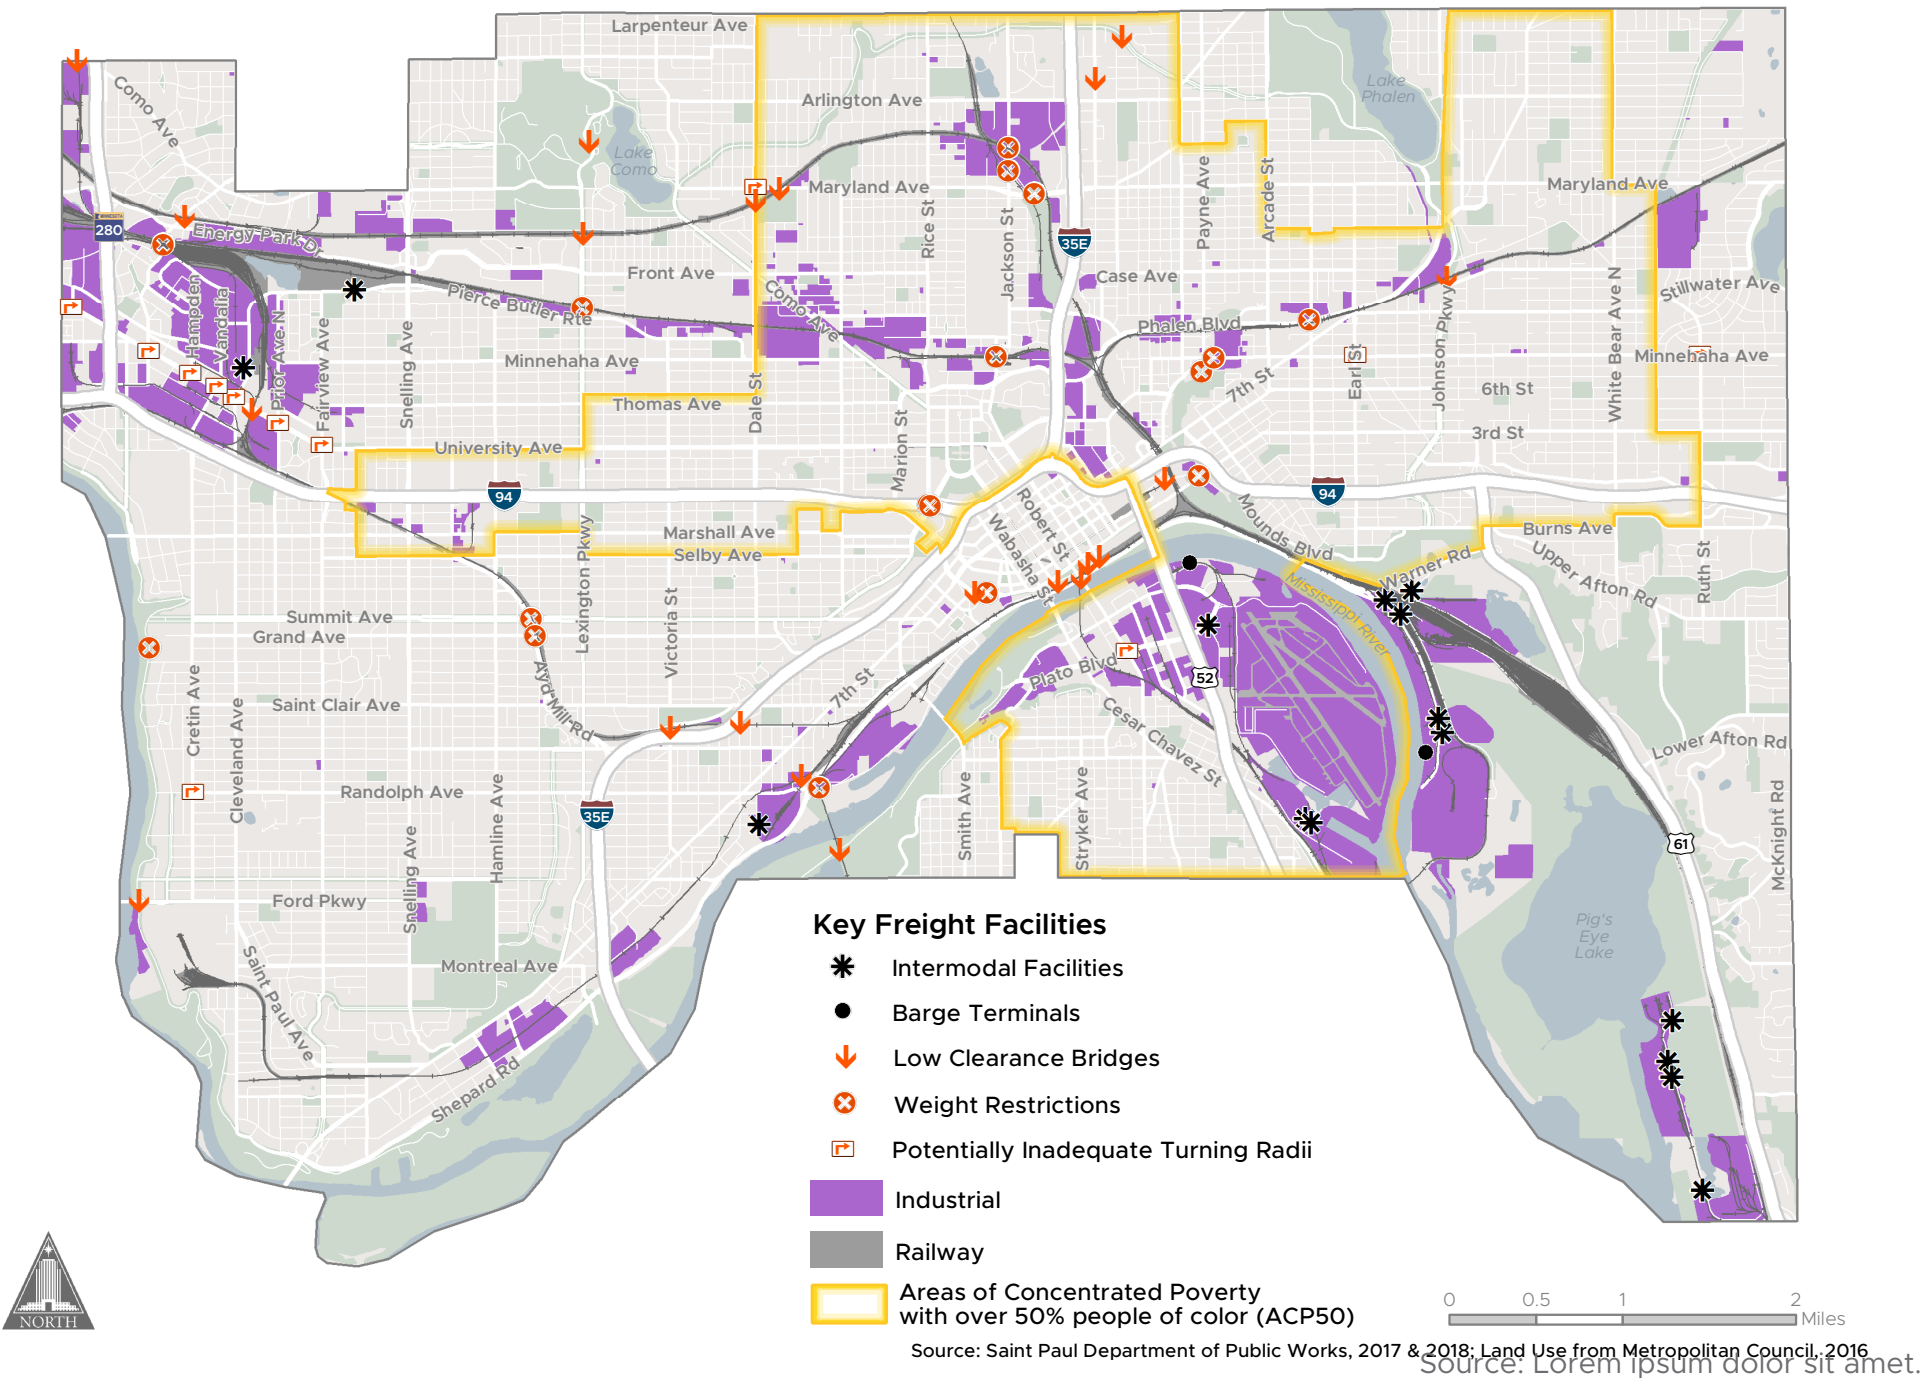 Larpenteur Ave
Como Ave
Arlington Ave
Lake
Phalen
Lake
Como
Maryland Ave
Rice St
Jackson St
Payne Ave
Arcade St
Maryland Ave
MINNESOTA
280
Energy Park Dr
35E
Front Ave
Case Ave
Stillwater Ave
Hampden
Vandalia
Prior Ave N
Fairview Ave
Snelling Ave
Pierce Butler Rte
Como Ave
Phalen Blvd
Johnson Pkwy
White Bear Ave N
Minnehaha Ave
Minnehaha Ave
Earl St
7th St
6th St
Thomas Ave
Dale St
Marion St
3rd St
University Ave
94
94
Robert St
Wabasha St
Mounds Blvd
Burns Ave
Marshall Ave
Selby Ave
Lexington Pkwy
Upper Afton Rd
Ruth St
Warner Rd
Mississippi River
Summit Ave
Grand Ave
Victoria St
Cretin Ave
Cleveland Ave
Ayd Mill Rd
7th St
Plato Blvd
52
Saint Clair Ave
Cesar Chavez St
Lower Afton Rd
Randolph Ave
Hamline Ave
Snelling Ave
35E
Smith Ave
Stryker Ave
61
McKnight Rd
Ford Pkwy
Saint Paul Ave
Montreal Ave
Shepard Rd
Pig's
Eye
Lake
Key Freight Facilities
Intermodal Facilities
Barge Terminals
Low Clearance Bridges
Weight Restrictions
Potentially Inadequate Turning Radii
Industrial
Railway
Areas of Concentrated Poverty
with over 50% people of color (ACP50)
0 0.5 1 2
Miles
NORTH
Source: Saint Paul Department of Public Works, 2017 & 2018; Land Use from Metropolitan Council, 2016
Source: Lorem ipsum dolor sit amet.